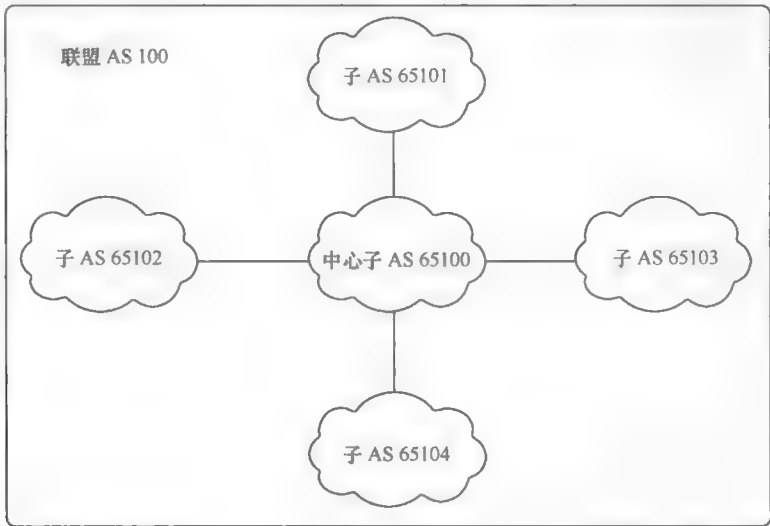 联盟 AS 100
子 AS 65101
子 AS 65102
中心子 AS 65100
子 AS 65103
子 AS 65104